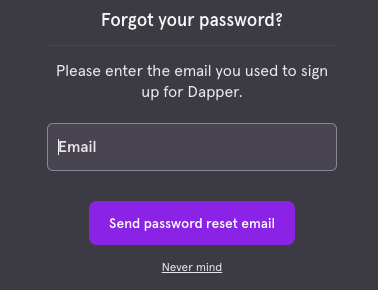 Forgot your password?
Please enter the email you used to sign
up for Dapper.
Email
Send password reset email
Never mind